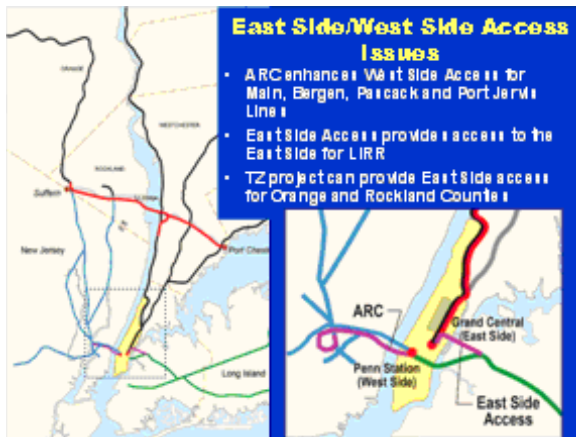 East Side/West Side Access
Issues
• ARC enhances West Side Access for
Main, Bergen, Pascack and Port Jervis
Lines
• East Side Access provides access to the
East Side for LIRR
• TZ project can provide East Side access
for Orange and Rockland Counties
ORANGE
WESTCHESTER
ROCKLAND
Suffern
New Jersey
Port Chester
Long Island
ARC
Grand Central
(East Side)
Penn Station
(West Side)
East Side
Access